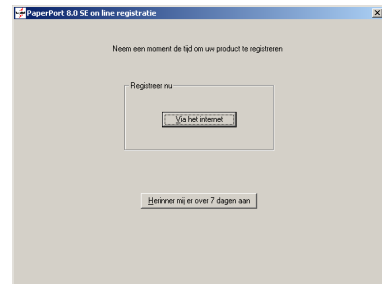 PaperPort 8.0 SE on line registratie
Neem een moment de tijd om uw product te registreren
Registreer nu
Via het internet
Herinner mij er over 7 dagen aan